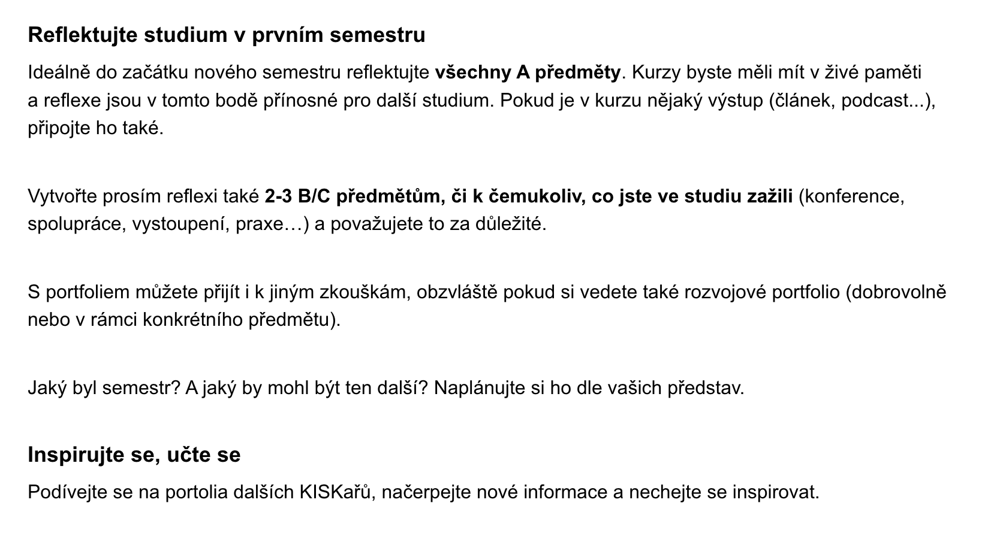 Reflektujte studium v prvním semestru
Ideálně do začátku nového semestru reflektujte všechny A předměty. Kurzy byste měli mít v živé paměti
a reflexe jsou v tomto bodě přínosné pro další studium. Pokud je v kurzu nějaký výstup (článek, podcast...),
připojte ho také.
Vytvořte prosím reflexi také 2-3 B/C předmětům, či k čemukoliv, co jste ve studiu zažili (konference,
spolupráce, vystoupení, praxe…) a považujete to za důležité.
S portfoliem můžete přijít i k jiným zkouškám, obzvláště pokud si vedete také rozvojové portfolio (dobrovolně
nebo v rámci konkrétního předmětu).
Jaký byl semestr? A jaký by mohl být ten další? Naplánujte si ho dle vašich představ.
Inspirujte se, učte se
Podívejte se na portolia dalších KISKařů, načerpejte nové informace a nechejte se inspirovat.